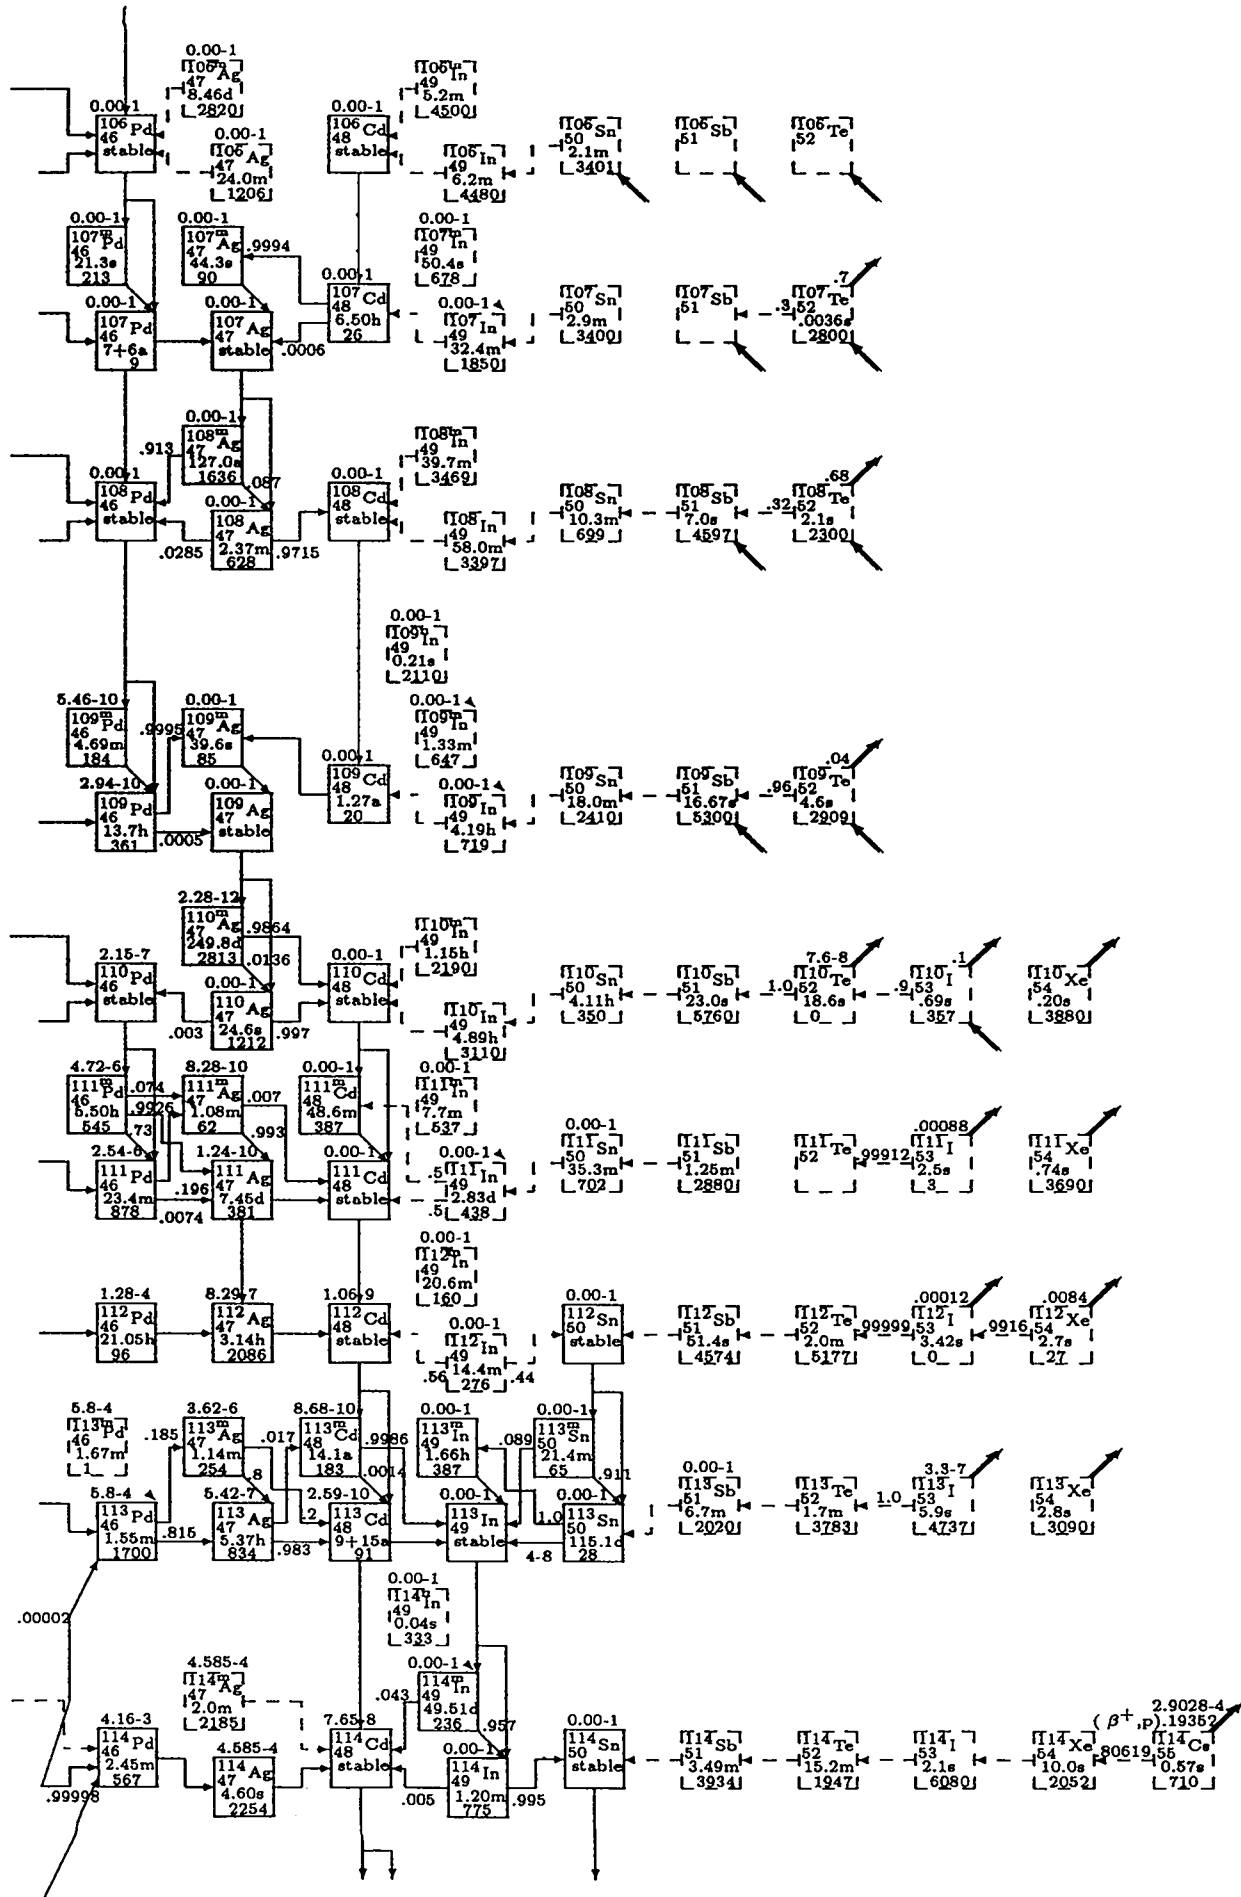 0.00-1
106m Ag
47
8.46d
2820
0.00-1
106m In
49
5.2m
4500
0.00-1
106 Pd
46
stable
0.00-1
106 Ag
47
24.0m
1206
0.00-1
106 Cd
48
stable
106 In
49
6.2m
4480
106 Sn
50
2.1m
3401
106 Sb
51
106 Te
52
0.00-1
107m Pd
46
21.3s
213
0.00-1
107m Ag
47
44.3s
90
.9994
0.00-1
107m In
49
50.4s
678
0.00-1
107 Pd
46
7+6a
9
0.00-1
107 Ag
47
stable
.0006
0.00-1
107 Cd
48
6.50h
26
0.00-1
107 In
49
32.4m
1850
107 Sn
50
2.9m
3400
107 Sb
51
.3
.7
107 Te
52
.0036s
2800
0.00-1
108m Ag
47
127.0a
1636
.913
.087
0.00-1
108m In
49
39.7m
3469
0.00-1
108 Pd
46
stable
.0285
0.00-1
108 Ag
47
2.37m
628
.9715
0.00-1
108 Cd
48
stable
108 In
49
58.0m
3397
108 Sn
50
10.3m
699
108 Sb
51
7.0s
4597
.32
.68
108 Te
52
2.1s
2300
0.00-1
109n In
49
0.21s
2110
5.46-10
109m Pd
46
4.69m
184
.9995
0.00-1
109m Ag
47
39.6s
85
0.00-1
109m In
49
1.33m
647
2.94-10
109 Pd
46
13.7h
361
.0005
0.00-1
109 Ag
47
stable
0.00-1
109 Cd
48
1.27a
20
0.00-1
109 In
49
4.19h
719
109 Sn
50
18.0m
2410
109 Sb
51
16.67s
5300
.96
.04
109 Te
52
4.6s
2909
2.28-12
110m Ag
47
249.8d
2813
.9864
.0136
0.00-1
110m In
49
1.15h
2190
2.15-7
110 Pd
46
stable
.003
0.00-1
110 Ag
47
24.6s
1212
.997
0.00-1
110 Cd
48
stable
110 In
49
4.89h
3110
110 Sn
50
4.11h
350
110 Sb
51
23.0s
5760
1.0
7.6-8
110 Te
52
18.6s
0
.9
.1
110 I
53
.69s
357
110 Xe
54
.20s
3880
4.72-6
111m Pd
46
5.50h
545
.074
.9926
.73
8.28-10
111m Ag
47
1.08m
62
.007
.993
0.00-1
111m Cd
48
48.6m
387
0.00-1
111m In
49
7.7m
537
2.54-6
111 Pd
46
23.4m
878
.196
.0074
1.24-10
111 Ag
47
7.45d
381
0.00-1
111 Cd
48
stable
.5
.5
0.00-1
111 In
49
2.83d
438
0.00-1
111 Sn
50
35.3m
702
111 Sb
51
1.25m
2880
111 Te
52
.99912
.00088
111 I
53
2.5s
3
111 Xe
54
.74s
3690
0.00-1
112m In
49
20.6m
160
1.28-4
112 Pd
46
21.05h
96
8.29-7
112 Ag
47
3.14h
2086
1.06-9
112 Cd
48
stable
.56
0.00-1
112 In
49
14.4m
276
.44
0.00-1
112 Sn
50
stable
112 Sb
51
51.4s
4574
112 Te
52
2.0m
5177
.99999
.00012
112 I
53
3.42s
0
.9916
.0084
112 Xe
54
2.7s
27
5.8-4
113m Pd
46
1.67m
1
.185
3.62-6
113m Ag
47
1.14m
254
.017
.8
8.68-10
113m Cd
48
14.1a
183
.9986
.0014
0.00-1
113m In
49
1.66h
387
.089
0.00-1
113m Sn
50
21.4m
65
.911
5.8-4
113 Pd
46
1.55m
1700
.815
5.42-7
113 Ag
47
5.37h
834
.2
.983
2.59-10
113 Cd
48
9+15a
91
0.00-1
113 In
49
stable
1.0
4-8
0.00-1
113 Sn
50
115.1d
28
0.00-1
113 Sb
51
6.7m
2020
113 Te
52
1.7m
3783
1.0
3.3-7
113 I
53
5.9s
4737
113 Xe
54
2.8s
3090
0.00-1
114n In
49
0.04s
333
.00002
4.585-4
114m Ag
47
2.0m
2185
.043
0.00-1
114m In
49
49.51d
236
.957
4.16-3
114 Pd
46
2.45m
567
.99998
4.585-4
114 Ag
47
4.60s
2254
7.65-8
114 Cd
48
stable
.005
0.00-1
114 In
49
1.20m
775
.995
0.00-1
114 Sn
50
stable
114 Sb
51
3.49m
3934
114 Te
52
15.2m
1947
114 I
53
2.1s
6080
114 Xe
54
10.0s
2052
2.9028-4
(β+,p).19352
.80619
114 Cs
55
0.57s
710